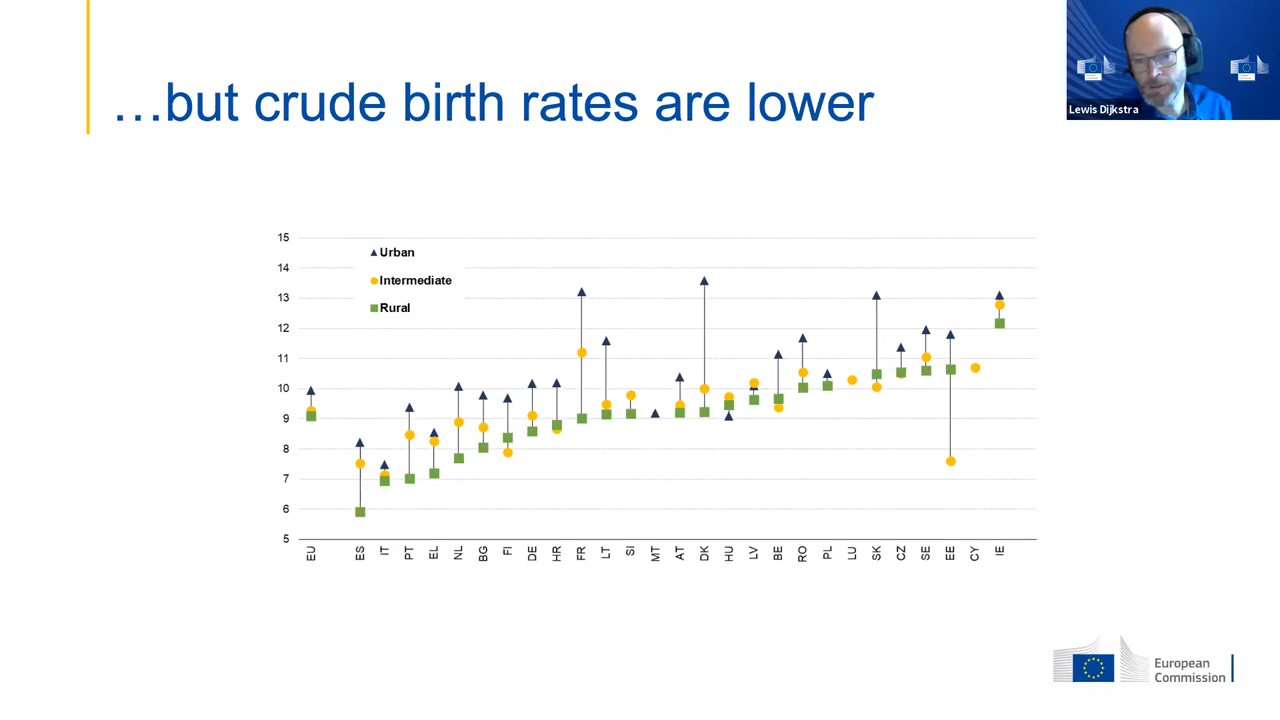 …but crude birth rates are lower
Lewis Dijkstra
15
14
13
12
11
10
9
8
7
6
5
Urban
Intermediate
Rural
EU ES IT PT EL NL BG FI DE HR FR LT SI MT AT DK HU LV BE RO PL LU SK CZ SE EE CY IE
European
Commission